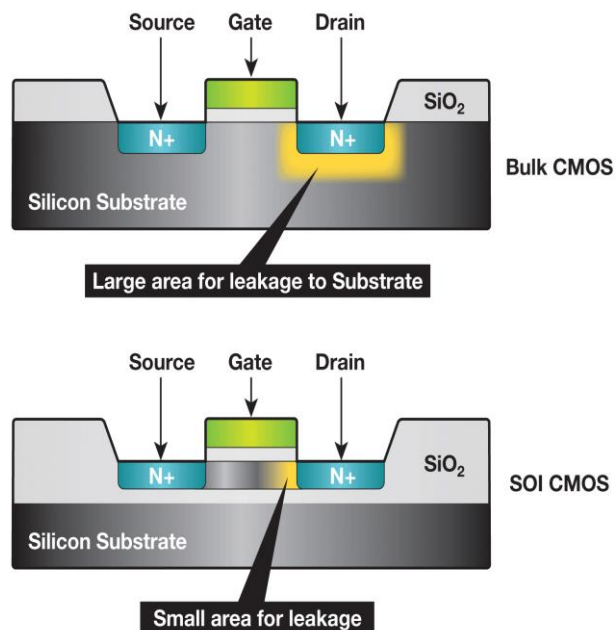 Source Gate Drain
SiO₂
N+ N+
Bulk CMOS
Silicon Substrate
Large area for leakage to Substrate
Source Gate Drain
N+ N+
SiO₂
SOI CMOS
Silicon Substrate
Small area for leakage